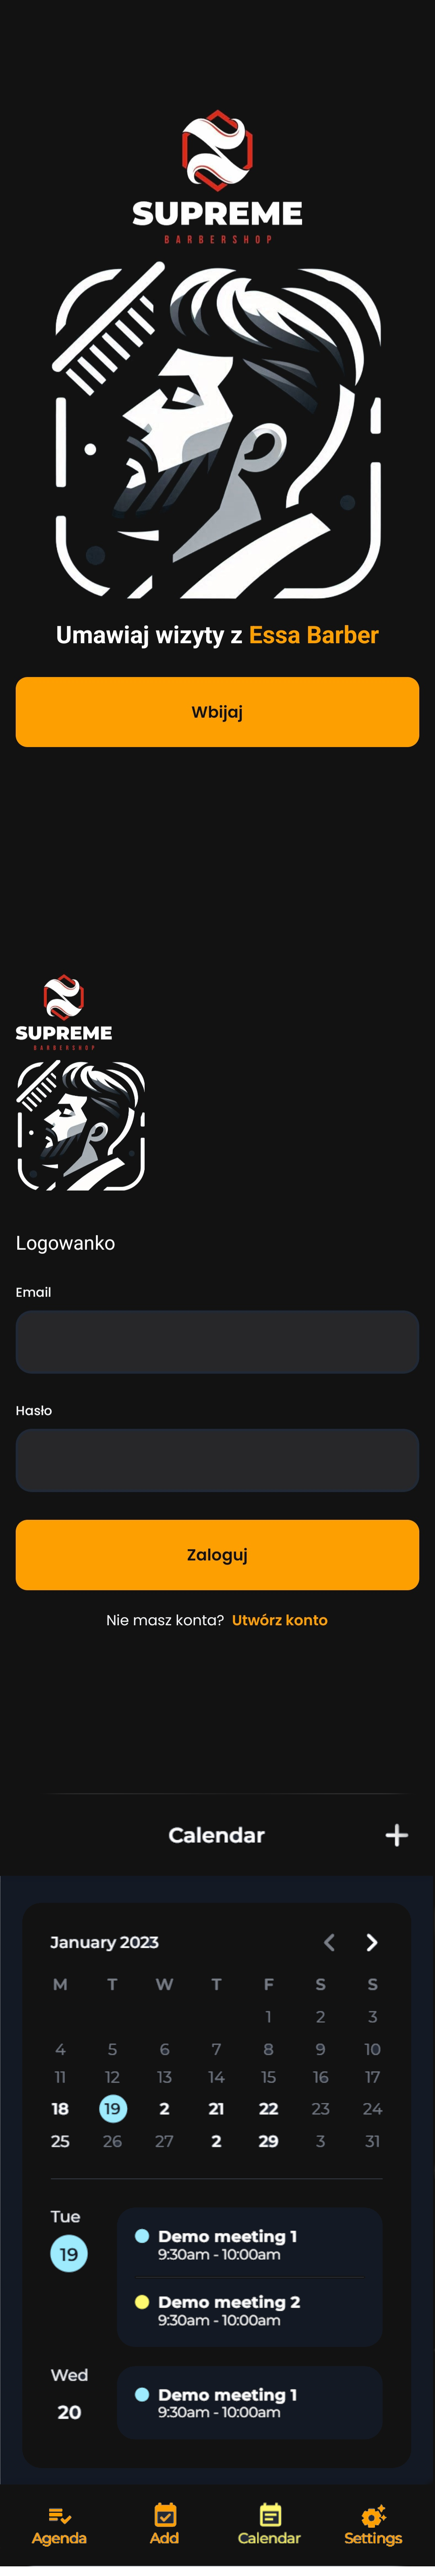 SUPREME
BARBERSHOP
Umawiaj wizyty z Essa Barber
Wbijaj
SUPREME
BARBERSHOP
Logowanko
Email
Hasło
Zaloguj
Nie masz konta? Utwórz konto
Calendar
January 2023
M T W T F S S
1 2 3
4 5 6 7 8 9 10
11 12 13 14 15 16 17
18 19 2 21 22 23 24
25 26 27 2 29 3 31
Tue
19
Demo meeting 1
9:30am - 10:00am
Demo meeting 2
9:30am - 10:00am
Wed
20
Demo meeting 1
9:30am - 10:00am
Agenda Add Calendar Settings